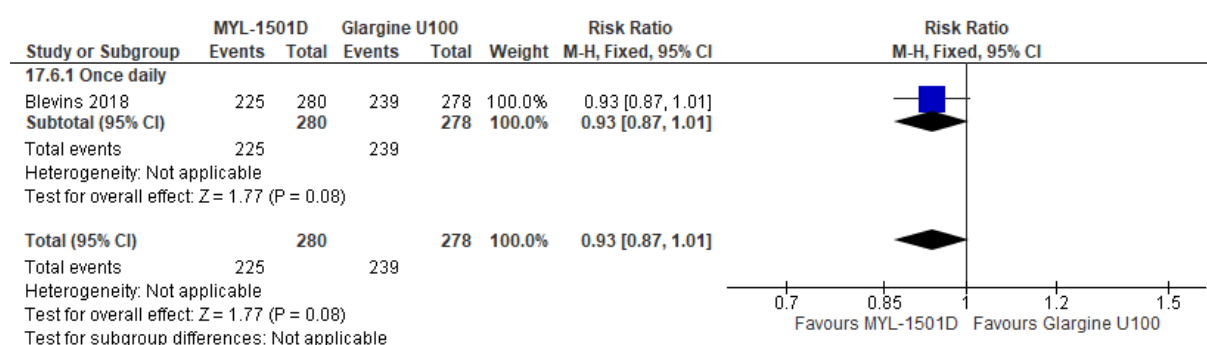 MYL-1501D Glargine U100 Risk Ratio Risk Ratio
Study or Subgroup Events Total Events Total Weight M-H, Fixed, 95% CI M-H, Fixed, 95% CI
17.6.1 Once daily
Blevins 2018 225 280 239 278 100.0% 0.93 [0.87, 1.01]
Subtotal (95% CI) 280 278 100.0% 0.93 [0.87, 1.01]
Total events 225 239
Heterogeneity: Not applicable
Test for overall effect: Z = 1.77 (P = 0.08)
Total (95% CI) 280 278 100.0% 0.93 [0.87, 1.01]
Total events 225 239
Heterogeneity: Not applicable
Test for overall effect: Z = 1.77 (P = 0.08)
Test for subgroup differences: Not applicable
0.7 0.85 1 1.2 1.5
Favours MYL-1501D Favours Glargine U100